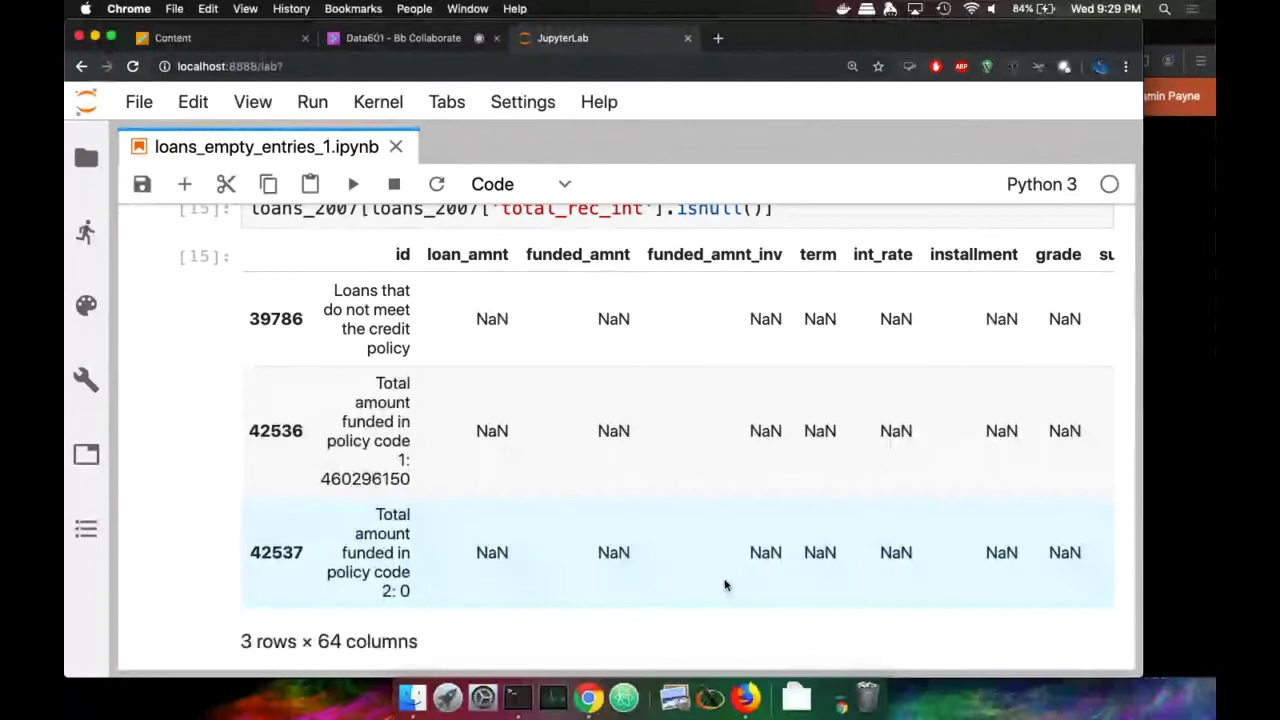 Chrome File Edit View History Bookmarks People Window Help 84% Wed 9:29 PM
Content Data601 - Bb Collaborate JupyterLab
localhost:8888/lab? ABP
min Payne
File Edit View Run Kernel Tabs Settings Help
loans_empty_entries_1.ipynb
Code Python 3
[15]: loans_2007[loans_2007['total_rec_int'].isnull()]
[15]: id loan_amnt funded_amnt funded_amnt_inv term int_rate installment grade su
Loans that
do not meet
39786 NaN NaN NaN NaN NaN NaN NaN
the credit
policy
Total
amount
funded in
42536 NaN NaN NaN NaN NaN NaN NaN
policy code
1:
460296150
Total
amount
42537 funded in NaN NaN NaN NaN NaN NaN NaN
policy code
2: 0
3 rows × 64 columns